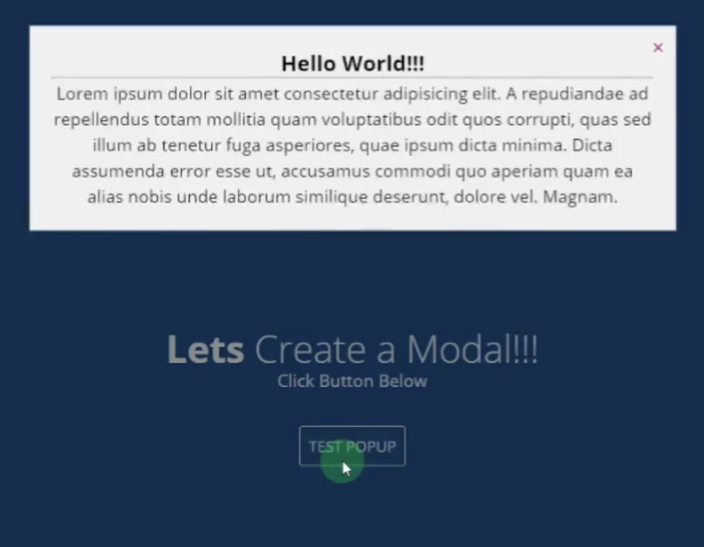 ×
Hello World!!!
Lorem ipsum dolor sit amet consectetur adipisicing elit. A repudiandae ad
repellendus totam mollitia quam voluptatibus odit quos corrupti, quas sed
illum ab tenetur fuga asperiores, quae ipsum dicta minima. Dicta
assumenda error esse ut, accusamus commodi quo aperiam quam ea
alias nobis unde laborum similique deserunt, dolore vel. Magnam.
Lets Create a Modal!!!
Click Button Below
TEST POPUP